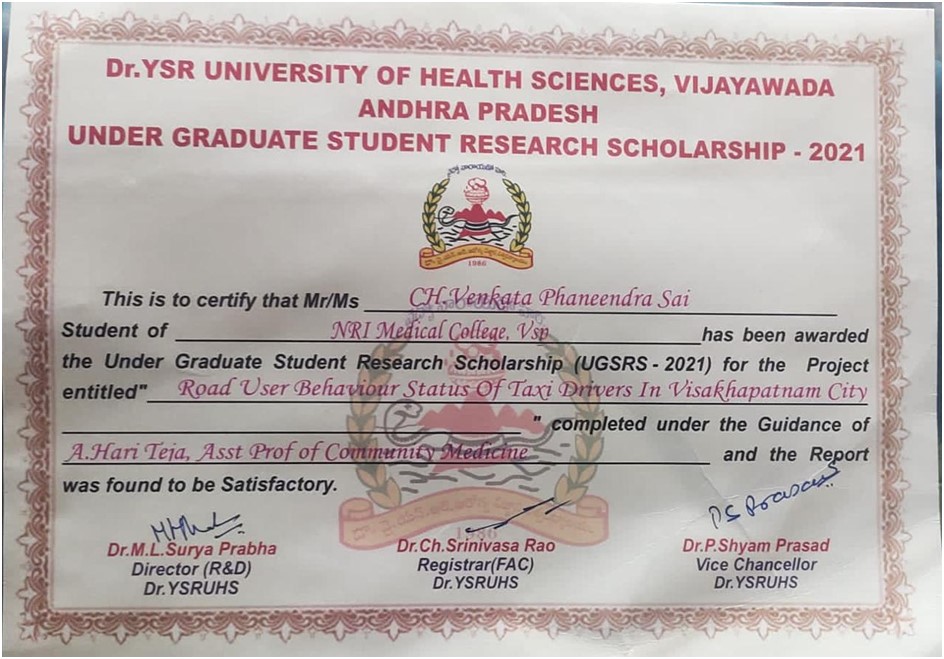 Dr.YSR UNIVERSITY OF HEALTH SCIENCES, VIJAYAWADA
ANDHRA PRADESH
UNDER GRADUATE STUDENT RESEARCH SCHOLARSHIP - 2021
1986
This is to certify that Mr/Ms CH.Venkata Phaneendra Sai
Student of NRI Medical College, Vsp has been awarded
the Under Graduate Student Research Scholarship (UGSRS - 2021) for the Project
entitled" Road User Behaviour Status Of Taxi Drivers In Visakhapatnam City
" completed under the Guidance of
A.Hari Teja, Asst Prof of Community Medicine and the Report
was found to be Satisfactory.
1986
PS Prasad
Dr.M.L.Surya Prabha Dr.Ch.Srinivasa Rao Dr.P.Shyam Prasad
Director (R&D) Registrar(FAC) Vice Chancellor
Dr.YSRUHS Dr.YSRUHS Dr.YSRUHS